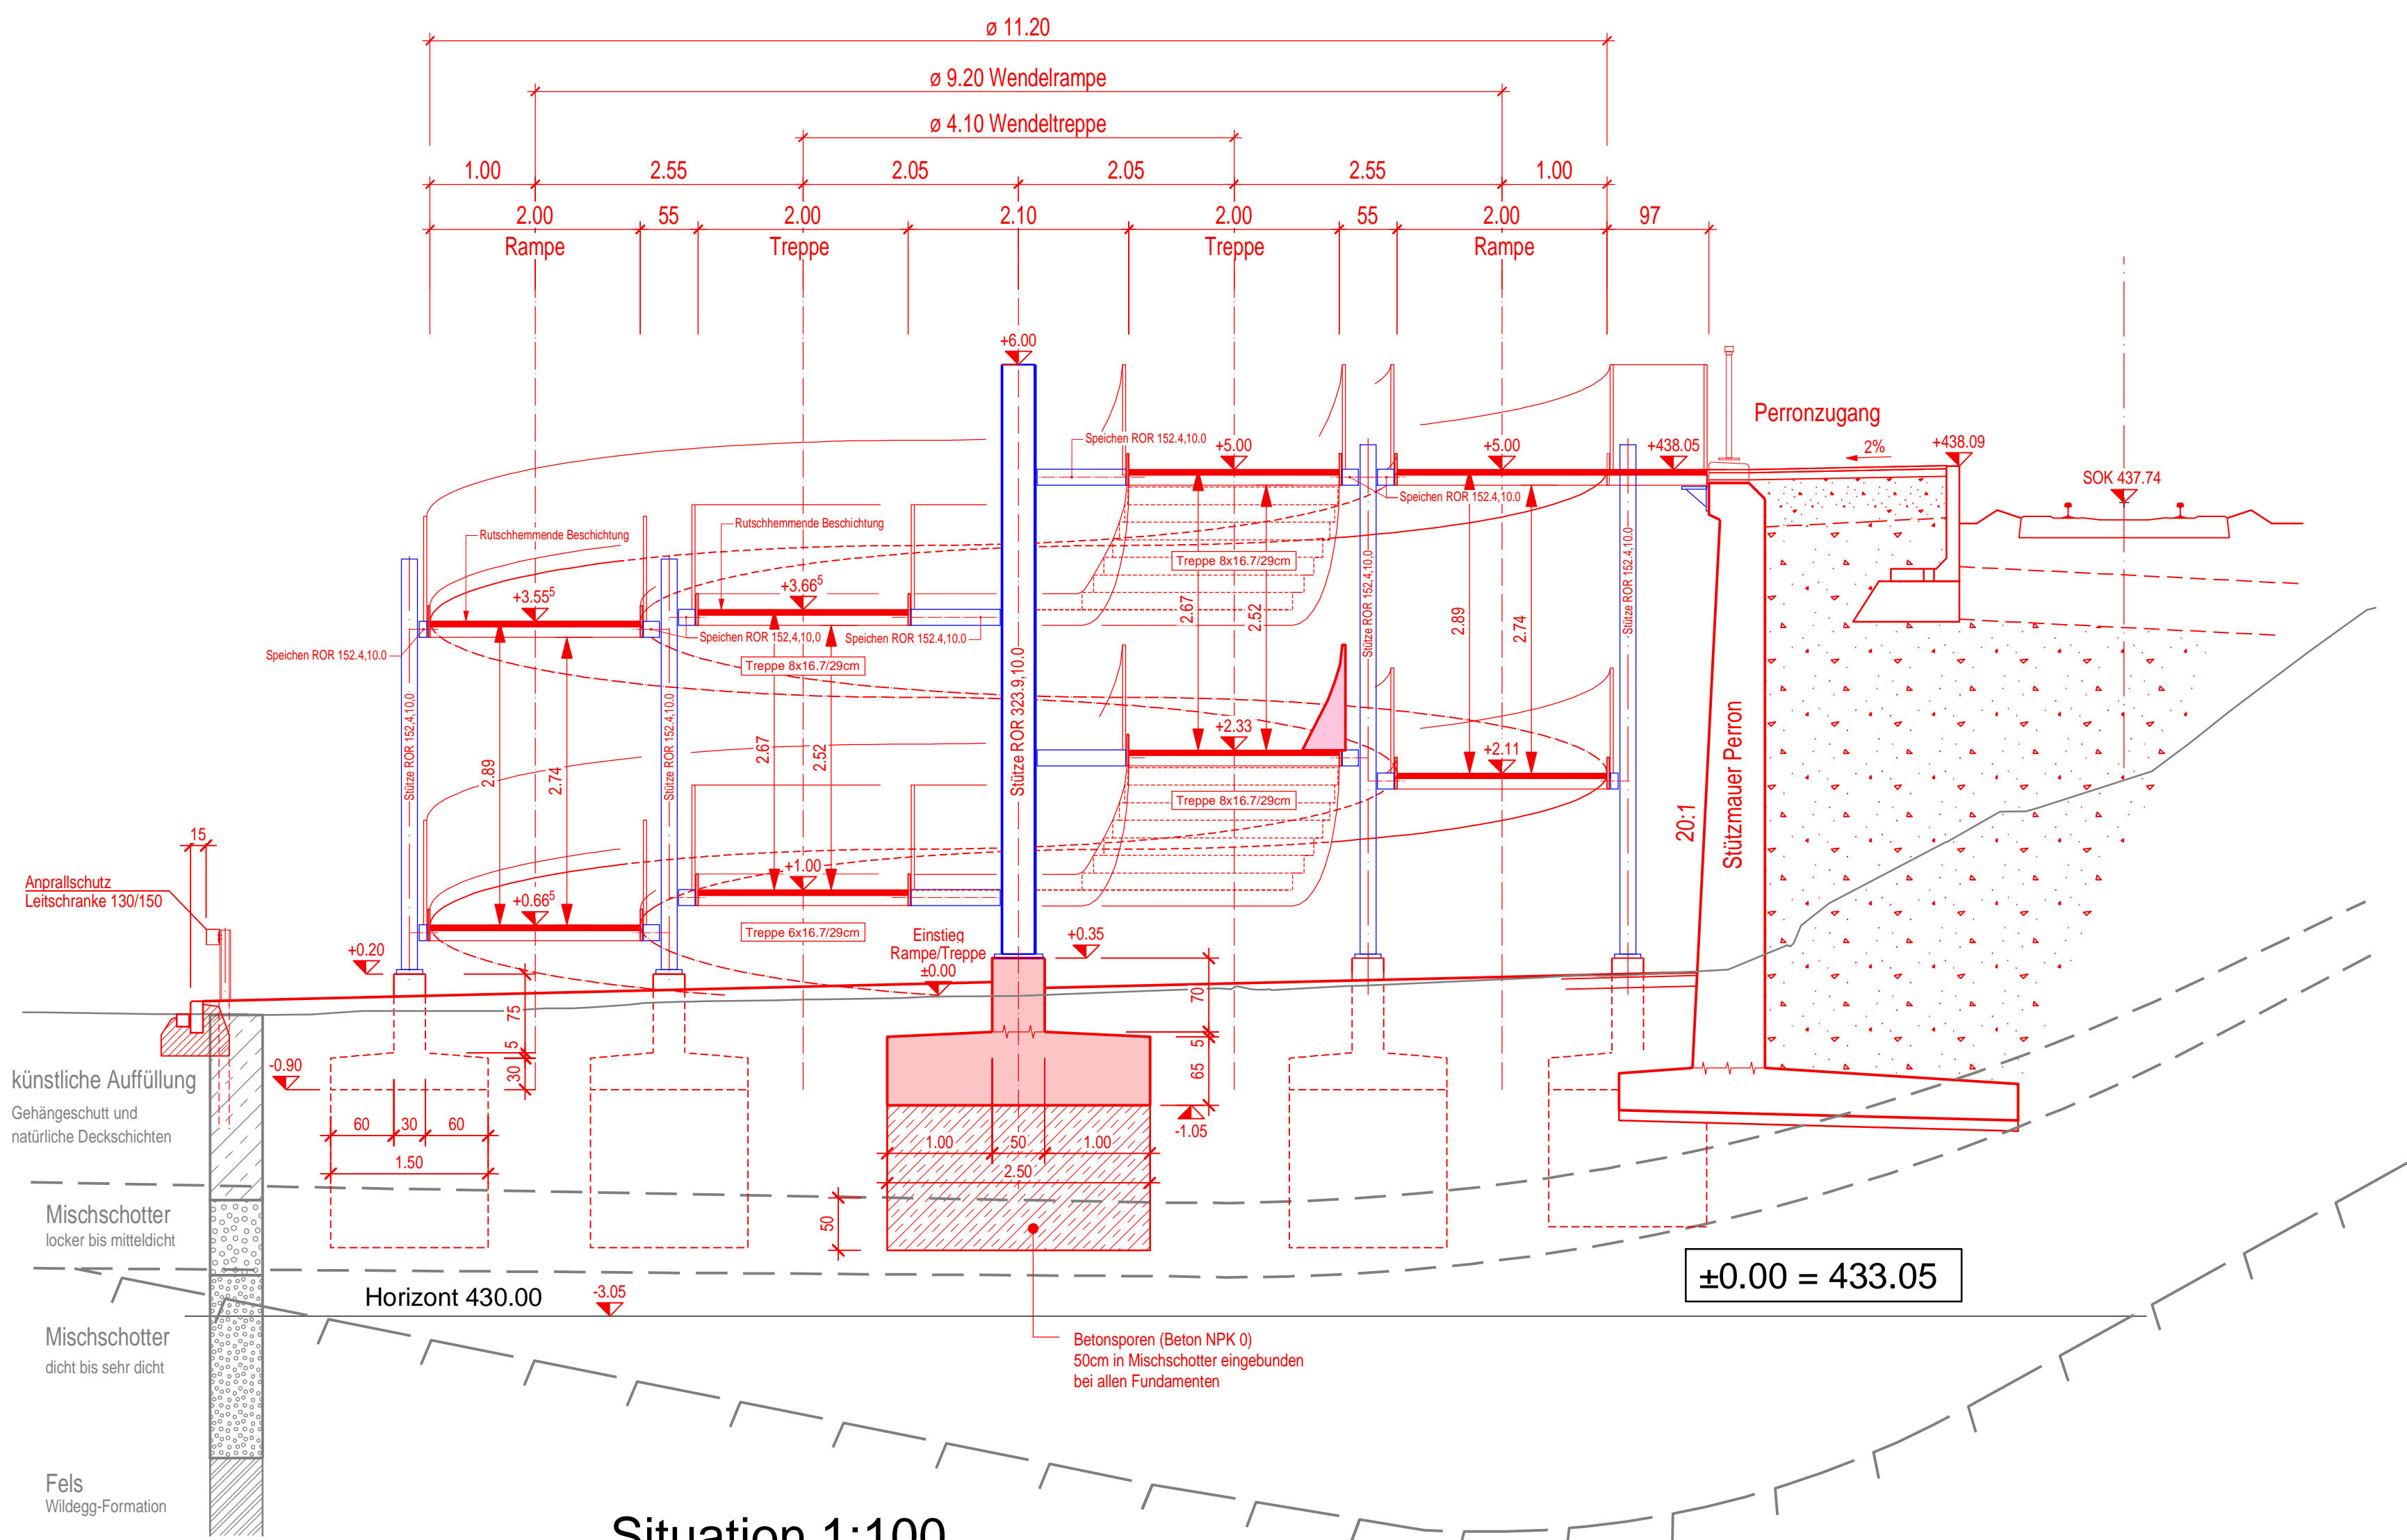 ø 11.20
ø 9.20 Wendelrampe
ø 4.10 Wendeltreppe
1.00 2.55 2.05 2.05 2.55 1.00
2.00 55 2.00 2.10 2.00 55 2.00 97
Rampe Treppe Treppe Rampe
+6.00
Perronzugang
2%
+438.09
Speichen ROR 152.4,10.0
+5.00
+5.00
+438.05
SOK 437.74
Speichen ROR 152.4,10.0
Rutschhemmende Beschichtung
Rutschhemmende Beschichtung
Treppe 8x16.7/29cm
+3.55⁵
+3.66⁵
2.67
2.52
2.89
2.74
Stütze ROR 152.4,10.0
Stütze ROR 152.4,10.0
Speichen ROR 152.4,10.0
Speichen ROR 152.4,10,0
Speichen ROR 152.4,10.0
Treppe 8x16.7/29cm
Stütze ROR 152.4,10.0
Stütze ROR 152.4,10.0
Stütze ROR 323.9,10.0
2.89
2.74
2.67
2.52
+2.33
+2.11
Treppe 8x16.7/29cm
20:1
Stützmauer Perron
15
Anprallschutz
Leitschranke 130/150
+1.00
+0.66⁵
Treppe 6x16.7/29cm
Einstieg
Rampe/Treppe
±0.00
+0.35
+0.20
75
5
30
70
5
65
-0.90
-1.05
künstliche Auffüllung
Gehängeschutt und
natürliche Deckschichten
60 30 60
1.50
1.00 50 1.00
2.50
50
Mischschotter
locker bis mitteldicht
±0.00 = 433.05
Horizont 430.00
-3.05
Mischschotter
dicht bis sehr dicht
Betonsporen (Beton NPK 0)
50cm in Mischschotter eingebunden
bei allen Fundamenten
Fels
Wildegg-Formation
Situation 1:100